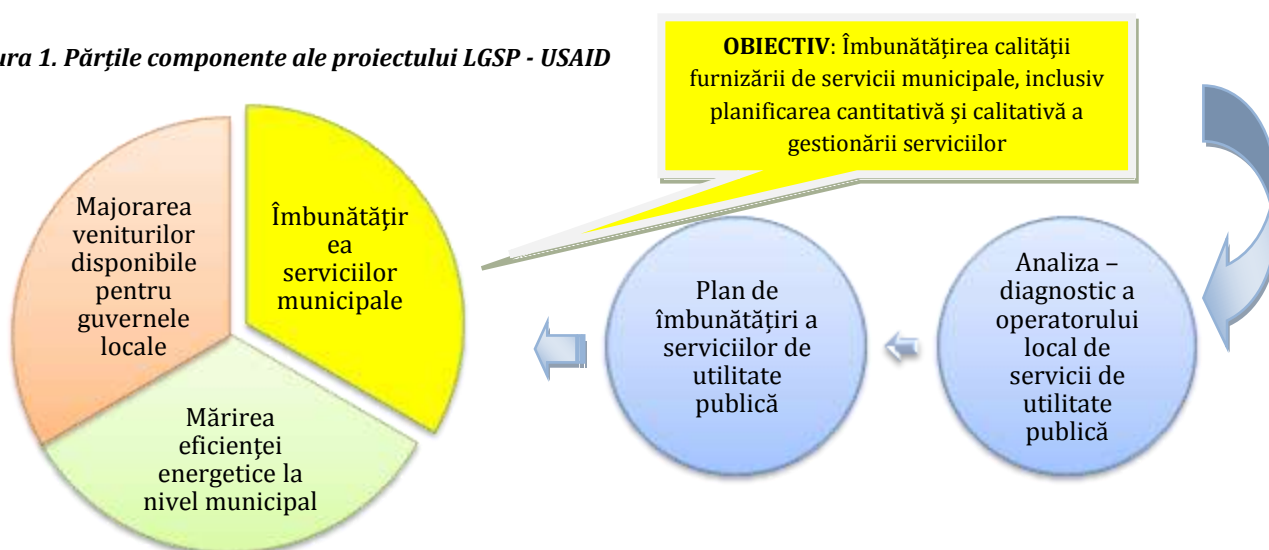 ura 1. Părțile componente ale proiectului LGSP - USAID
OBIECTIV: Îmbunătățirea calității
furnizării de servicii municipale, inclusiv
planificarea cantitativă și calitativă a
gestionării serviciilor
Majorarea
veniturilor
disponibile
pentru
guvernele
locale
Îmbunătățir
ea
serviciilor
municipale
Mărirea
eficienței
energetice la
nivel municipal
Plan de
îmbunătățiri a
serviciilor de
utilitate
publică
Analiza –
diagnostic a
operatorului
local de
servicii de
utilitate
publică